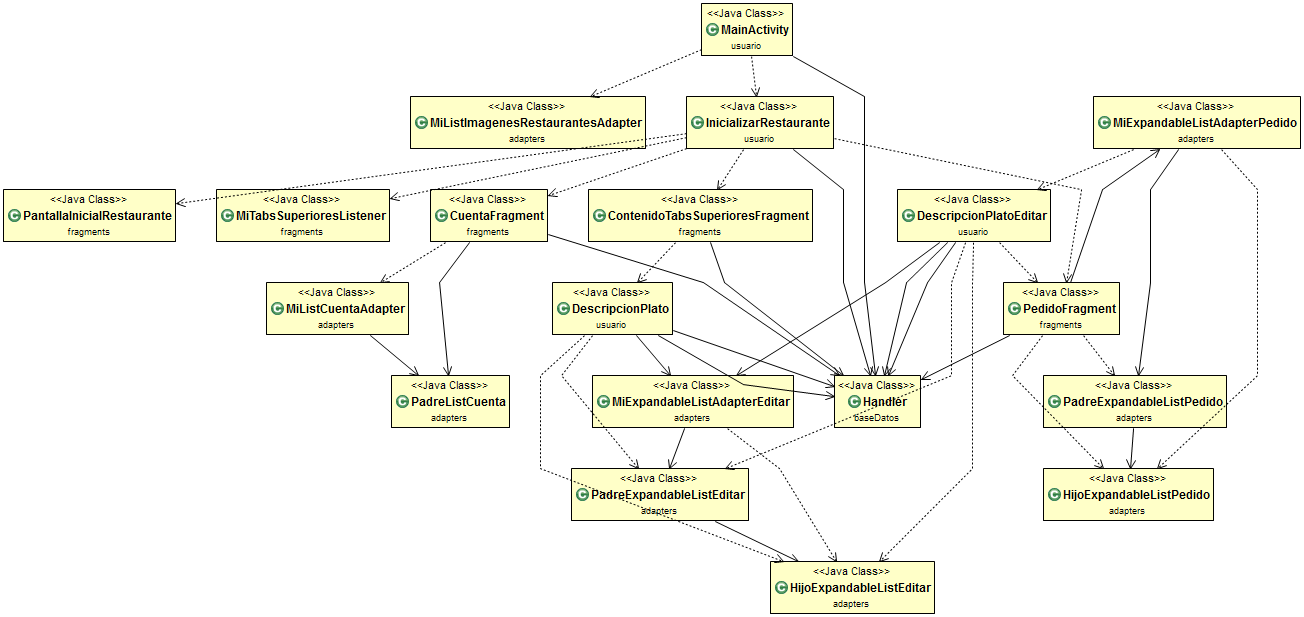 <<Java Class>>
MainActivity
usuario
<<Java Class>>
MiListImagenesRestaurantesAdapter
adapters
<<Java Class>>
InicializarRestaurante
usuario
<<Java Class>>
MiExpandableListAdapterPedido
adapters
<<Java Class>>
PantallaInicialRestaurante
fragments
<<Java Class>>
MiTabsSuperioresListener
fragments
<<Java Class>>
CuentaFragment
fragments
<<Java Class>>
ContenidoTabsSuperioresFragment
fragments
<<Java Class>>
DescripcionPlatoEditar
usuario
<<Java Class>>
MiListCuentaAdapter
adapters
<<Java Class>>
DescripcionPlato
usuario
<<Java Class>>
PedidoFragment
fragments
<<Java Class>>
PadreListCuenta
adapters
<<Java Class>>
MiExpandableListAdapterEditar
adapters
<<Java Class>>
Handler
baseDatos
<<Java Class>>
PadreExpandableListPedido
adapters
<<Java Class>>
PadreExpandableListEditar
adapters
<<Java Class>>
HijoExpandableListPedido
adapters
<<Java Class>>
HijoExpandableListEditar
adapters